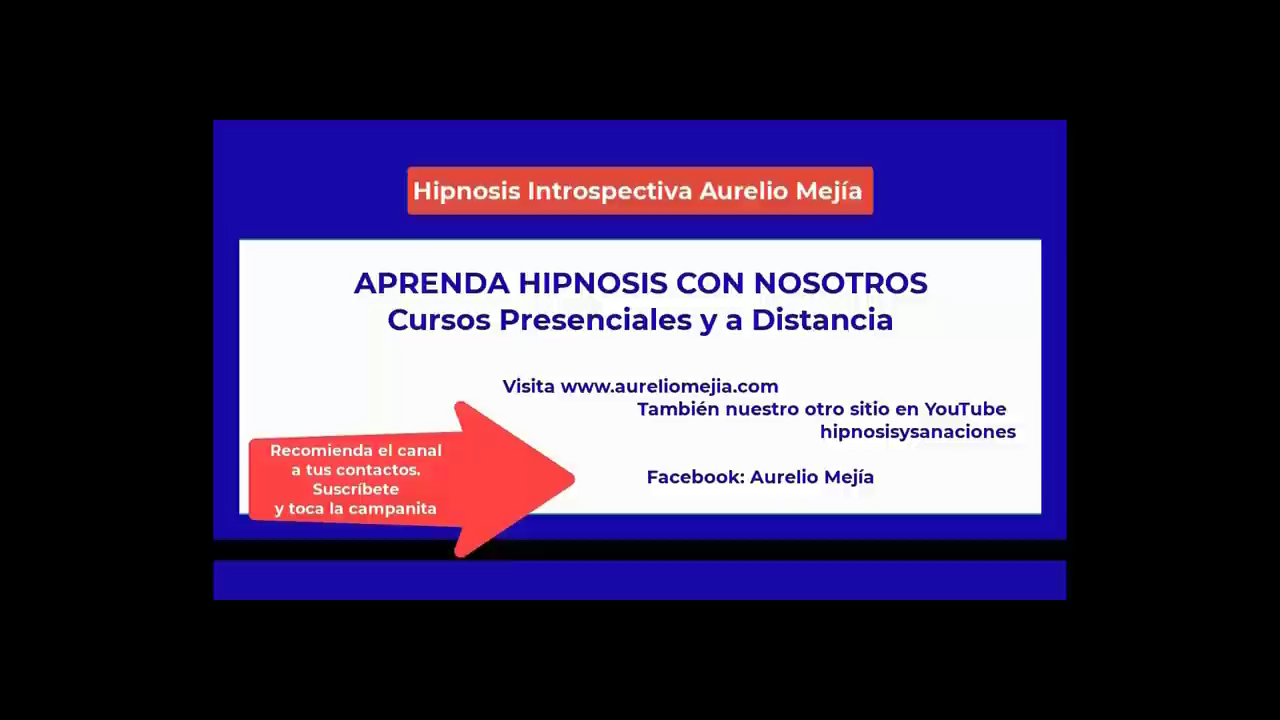 Hipnosis Introspectiva Aurelio Mejía
APRENDA HIPNOSIS CON NOSOTROS
Cursos Presenciales y a Distancia
Visita www.aureliomejia.com
También nuestro otro sitio en YouTube
hipnosisysanaciones
Recomienda el canal
a tus contactos.
Suscríbete
y toca la campanita
Facebook: Aurelio Mejía